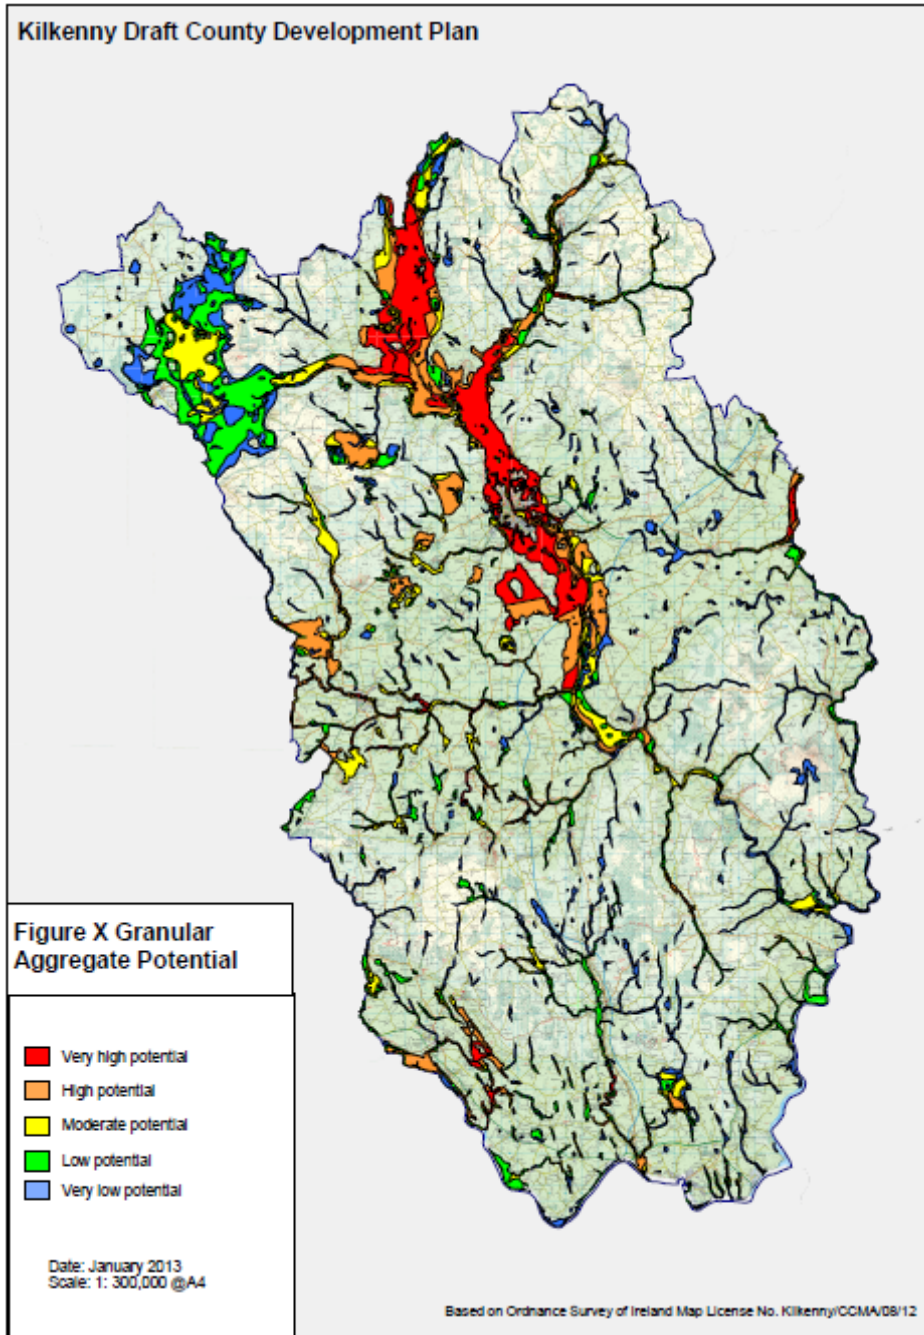 Kilkenny Draft County Development Plan
Figure X Granular
Aggregate Potential
Very high potential
High potential
Moderate potential
Low potential
Very low potential
Date: January 2013
Scale: 1: 300,000 @A4
Based on Ordnance Survey of Ireland Map License No. Kilkenny/CCMA/08/12